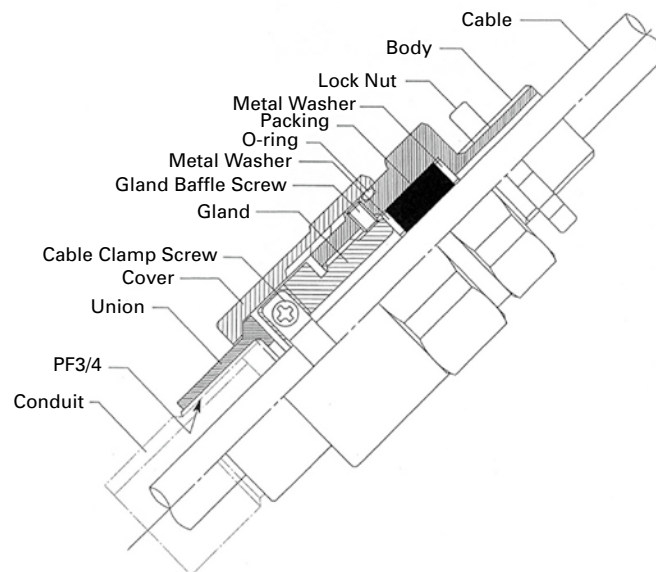 Cable
Body
Lock Nut
Metal Washer
Packing
O-ring
Metal Washer
Gland Baffle Screw
Gland
Cable Clamp Screw
Cover
Union
PF3/4
Conduit